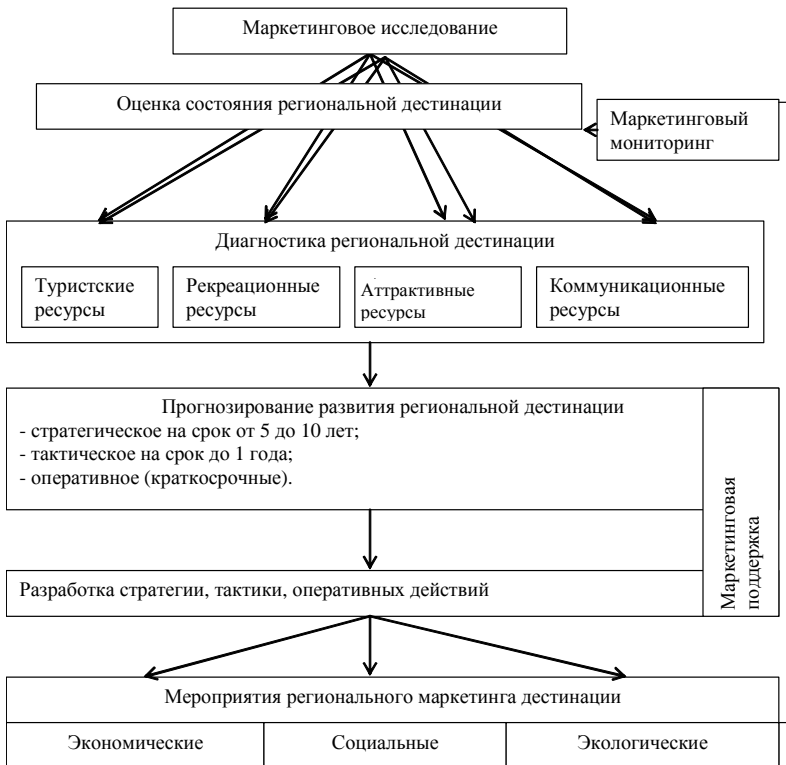 Маркетинговое исследование
Оценка состояния региональной дестинации
Маркетинговый
мониторинг
Диагностика региональной дестинации
Туристские
ресурсы
Рекреационные
ресурсы
Аттрактивные
ресурсы
Коммуникационные
ресурсы
Прогнозирование развития региональной дестинации
- стратегическое на срок от 5 до 10 лет;
- тактическое на срок до 1 года;
- оперативное (краткосрочные).
Маркетинговая
поддержка
Разработка стратегии, тактики, оперативных действий
Мероприятия регионального маркетинга дестинации
Экономические
Социальные
Экологические